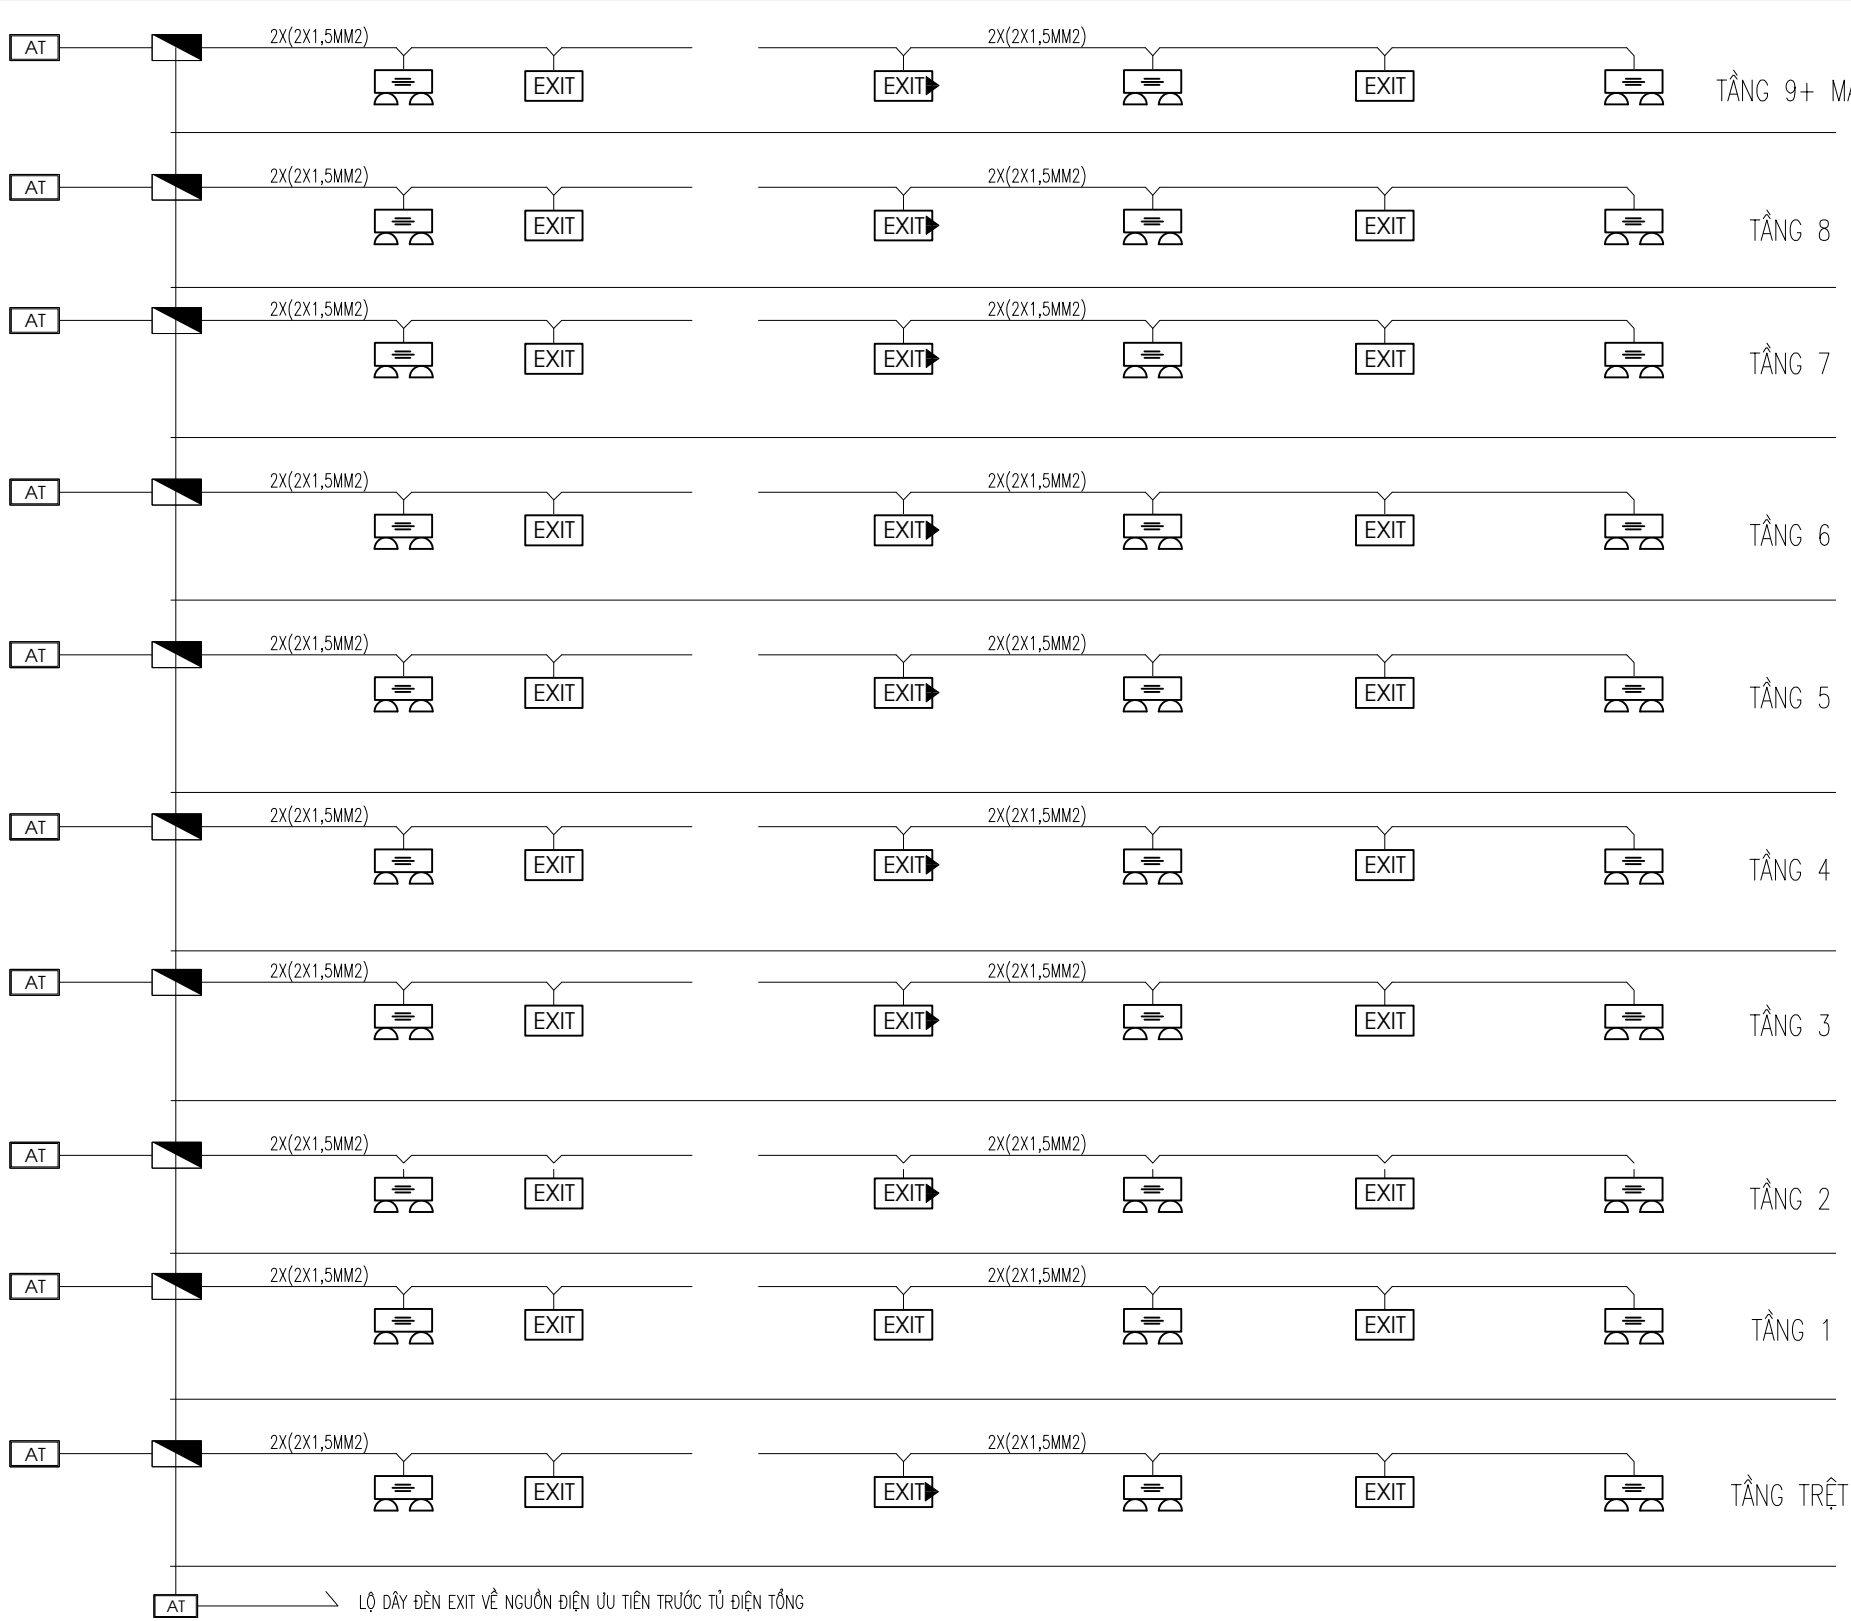 2X(2X1,5MM2) 2X(2X1,5MM2)
AT
EXIT EXIT EXIT
TẦNG 9+ MÁ
2X(2X1,5MM2) 2X(2X1,5MM2)
AT
EXIT EXIT EXIT
TẦNG 8
2X(2X1,5MM2) 2X(2X1,5MM2)
AT
EXIT EXIT EXIT
TẦNG 7
2X(2X1,5MM2) 2X(2X1,5MM2)
AT
EXIT EXIT EXIT
TẦNG 6
2X(2X1,5MM2) 2X(2X1,5MM2)
AT
EXIT EXIT EXIT
TẦNG 5
2X(2X1,5MM2) 2X(2X1,5MM2)
AT
EXIT EXIT EXIT
TẦNG 4
2X(2X1,5MM2) 2X(2X1,5MM2)
AT
EXIT EXIT EXIT
TẦNG 3
2X(2X1,5MM2) 2X(2X1,5MM2)
AT
EXIT EXIT EXIT
TẦNG 2
2X(2X1,5MM2) 2X(2X1,5MM2)
AT
EXIT EXIT EXIT
TẦNG 1
2X(2X1,5MM2) 2X(2X1,5MM2)
AT
EXIT EXIT EXIT
TẦNG TRỆT
AT LỘ DÂY ĐÈN EXIT VỀ NGUỒN ĐIỆN ƯU TIÊN TRƯỚC TỦ ĐIỆN TỔNG